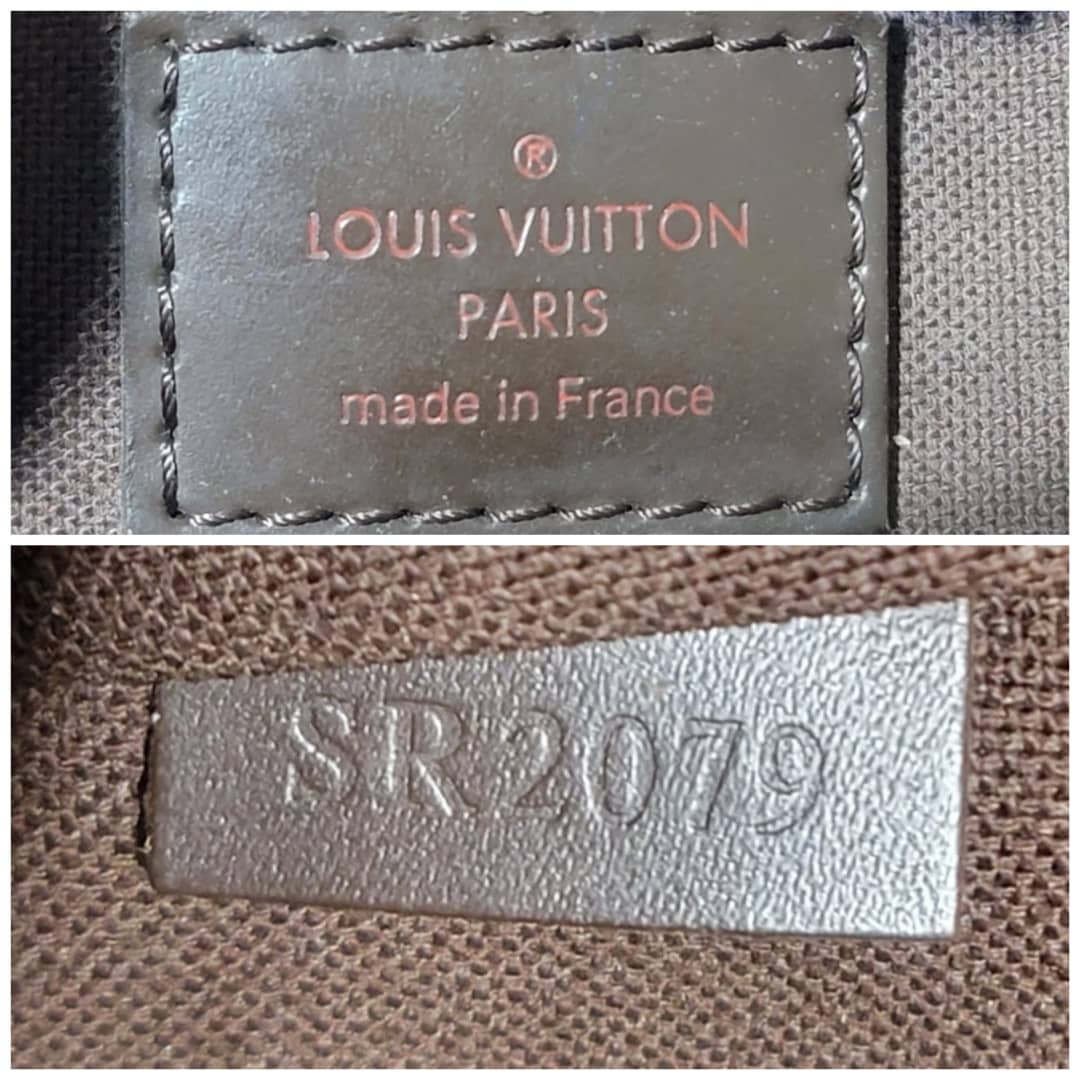 ®
LOUIS VUITTON
PARIS
made in France
SR2079